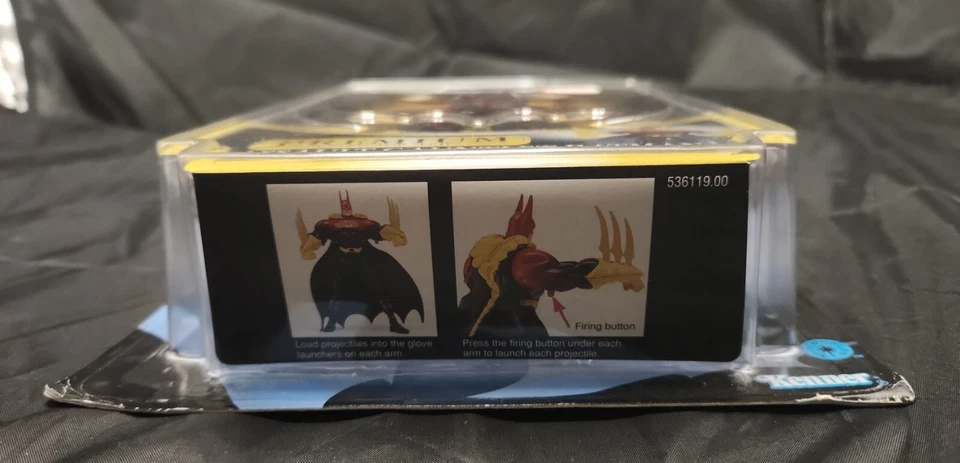 PREMIUM
536119.00
Firing button
Load projectiles into the glove
launchers on each arm.
Press the firing button under each
arm to launch each projectile.
Kenner